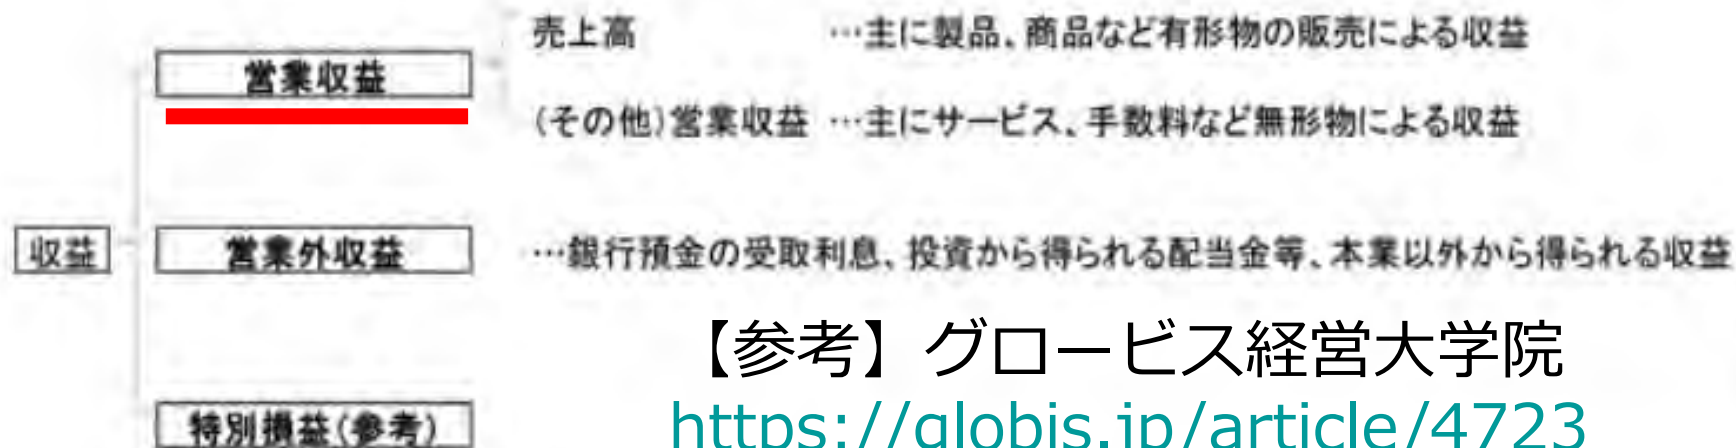 売上高 …主に製品、商品など有形物の販売による収益
営業収益
(その他)営業収益 …主にサービス、手数料など無形物による収益
収益
営業外収益 …銀行預金の受取利息、投資から得られる配当金等、本業以外から得られる収益
【参考】グロービス経営大学院
https://globis.jp/article/4723
特別損益(参考)